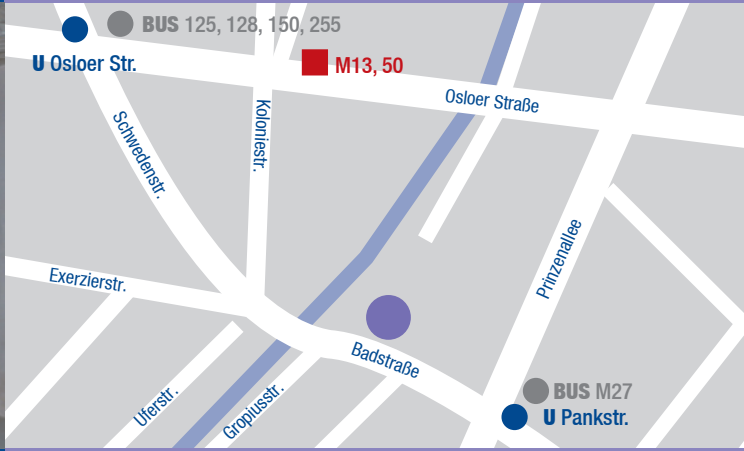 BUS 125, 128, 150, 255
U Osloer Str.
M13, 50
Osloer Straße
Schwedenstr.
Koloniestr.
Prinzenallee
Exerzierstr.
Badstraße
Uferstr.
Gropiusstr.
BUS M27
U Pankstr.